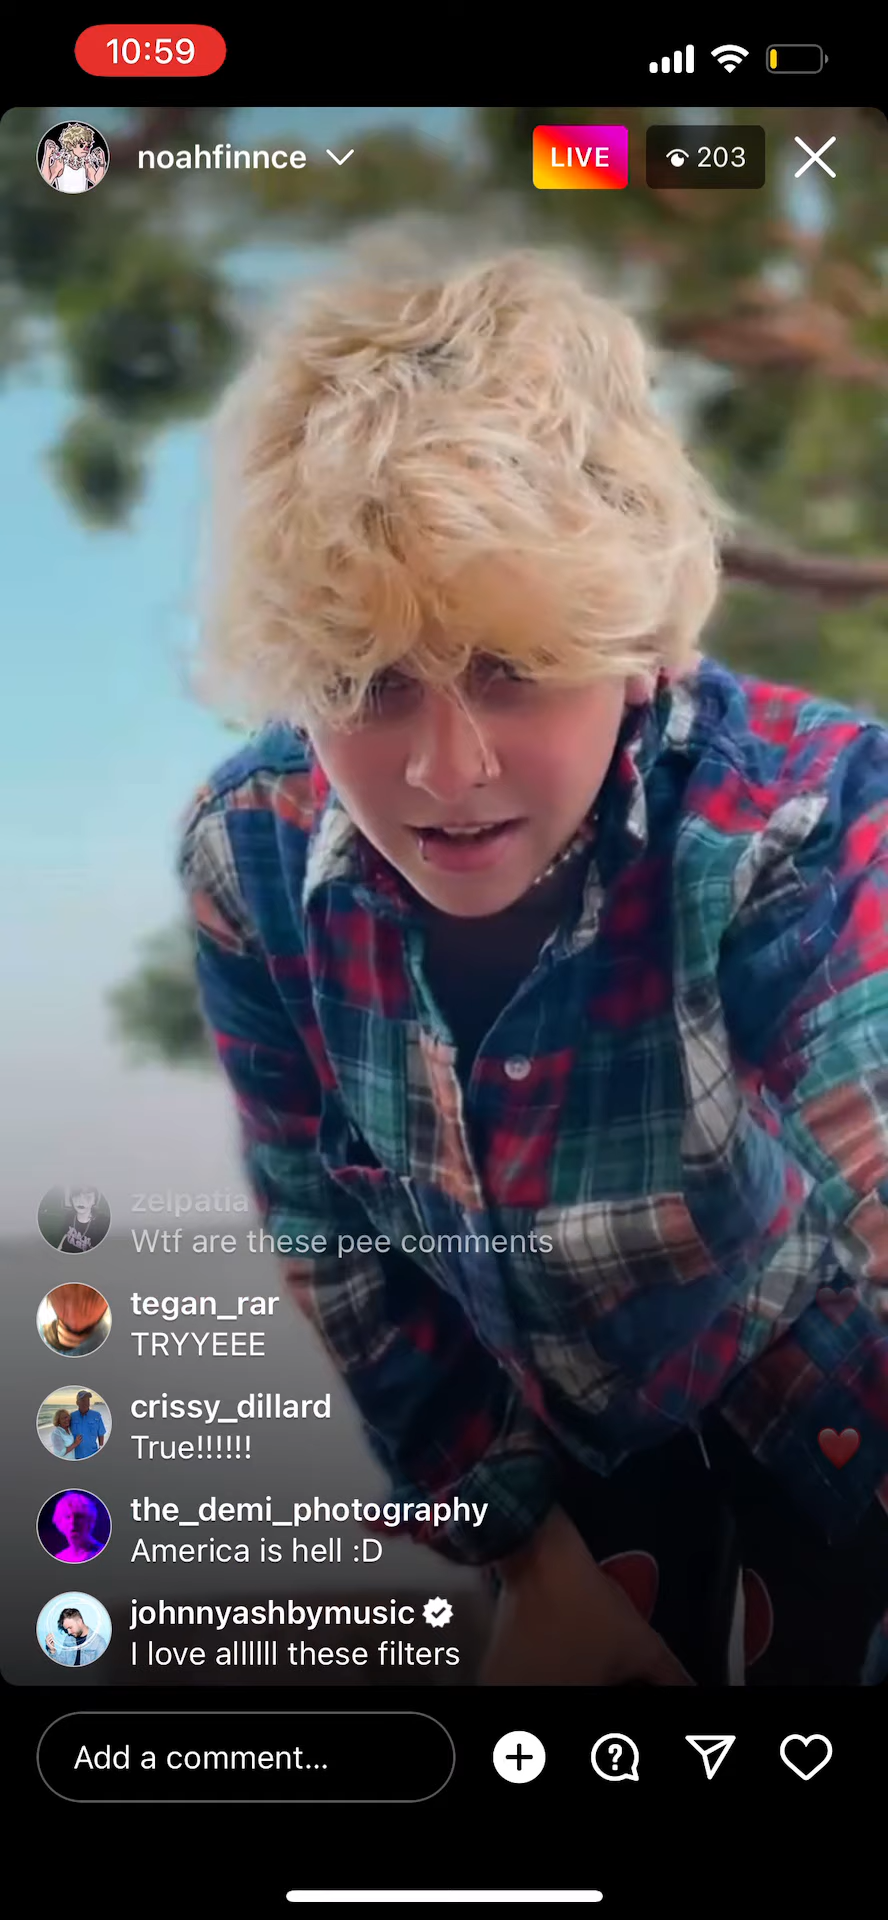 10:59
noahfinnce
LIVE
203
zelpatia
Wtf are these pee comments
tegan_rar
TRYYEEE
crissy_dillard
True!!!!!!
the_demi_photography
America is hell :D
johnnyashbymusic
I love allllll these filters
Add a comment...